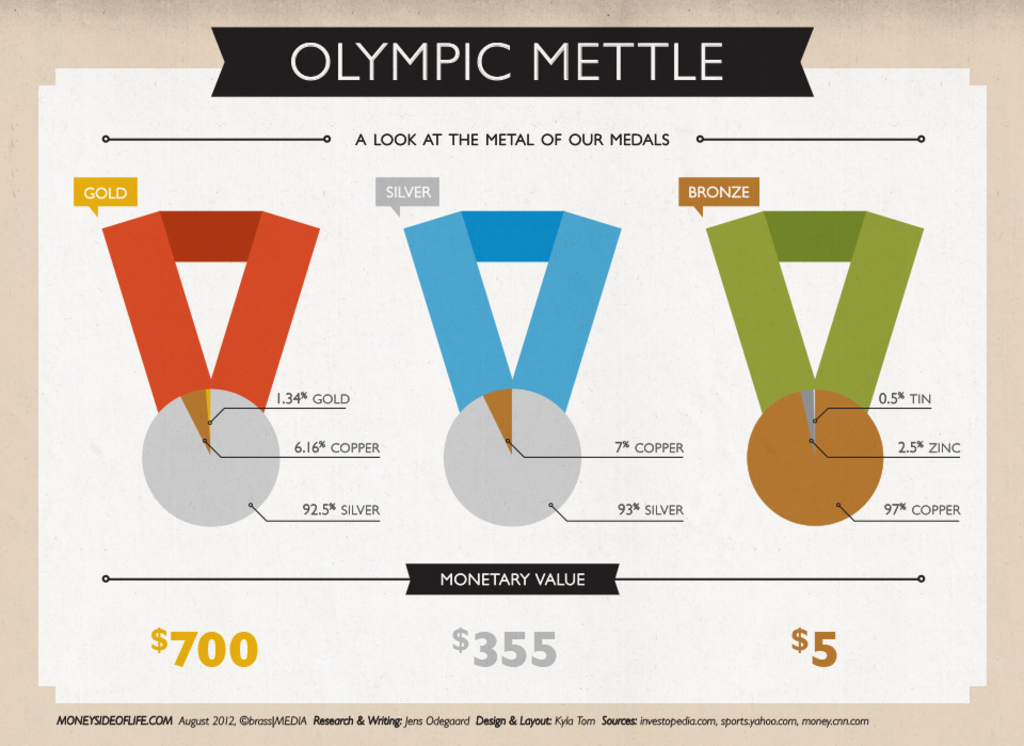 OLYMPIC METTLE
A LOOK AT THE METAL OF OUR MEDALS
GOLD
SILVER
BRONZE
1.34% GOLD
6.16% COPPER
92.5% SILVER
7% COPPER
93% SILVER
0.5% TIN
2.5% ZINC
97% COPPER
MONETARY VALUE
$700
$355
$5
MONEYSIDEOFLIFE.COM August 2012, ©brass|MEDIA Research & Writing: Jens Odegaard Design & Layout: Kyla Tom Sources: investopedia.com, sports.yahoo.com, money.cnn.com